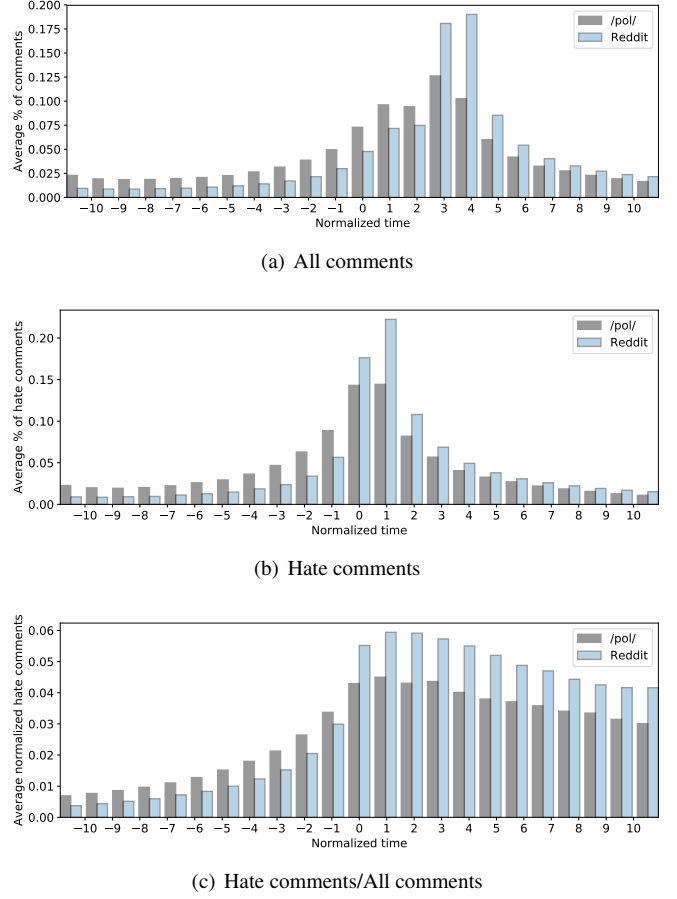 0.200
0.175
0.150
0.125
0.100
0.075
0.050
0.025
0.000
Average % of comments
/pol/
Reddit
−10 −9 −8 −7 −6 −5 −4 −3 −2 −1 0 1 2 3 4 5 6 7 8 9 10
Normalized time
(a) All comments
0.20
0.15
0.10
0.05
0.00
Average % of hate comments
/pol/
Reddit
−10 −9 −8 −7 −6 −5 −4 −3 −2 −1 0 1 2 3 4 5 6 7 8 9 10
Normalized time
(b) Hate comments
0.06
0.05
0.04
0.03
0.02
0.01
0.00
Average normalized hate comments
/pol/
Reddit
−10 −9 −8 −7 −6 −5 −4 −3 −2 −1 0 1 2 3 4 5 6 7 8 9 10
Normalized time
(c) Hate comments/All comments